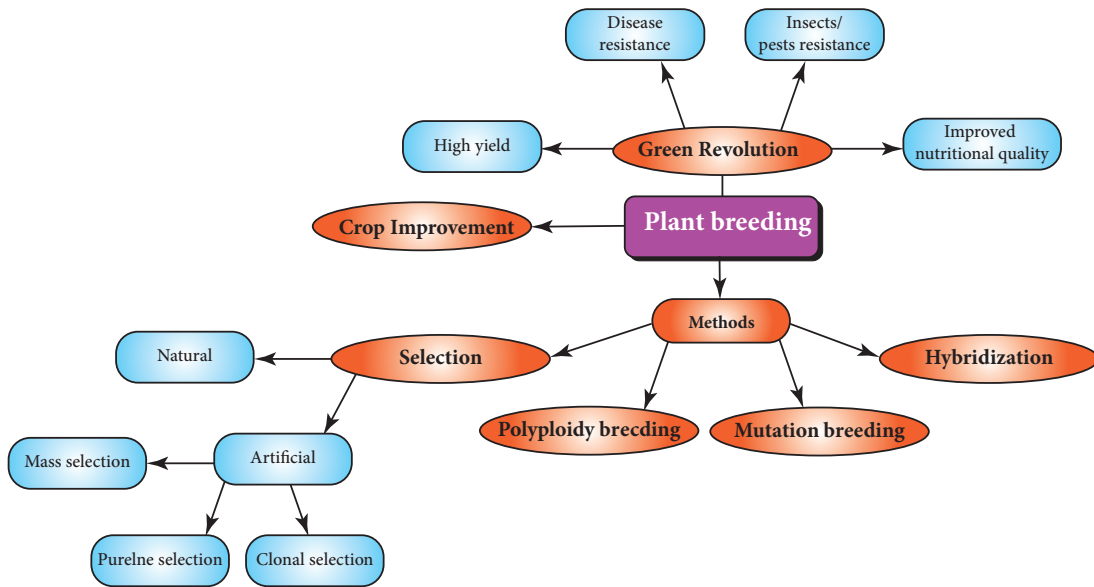 Disease
resistance
Insects/
pests resistance
High yield
Green Revolution
Improved
nutritional quality
Crop Improvement
Plant breeding
Methods
Natural
Selection
Hybridization
Polyploidy brecding
Mutation breeding
Mass selection
Artificial
Purelne selection
Clonal selection